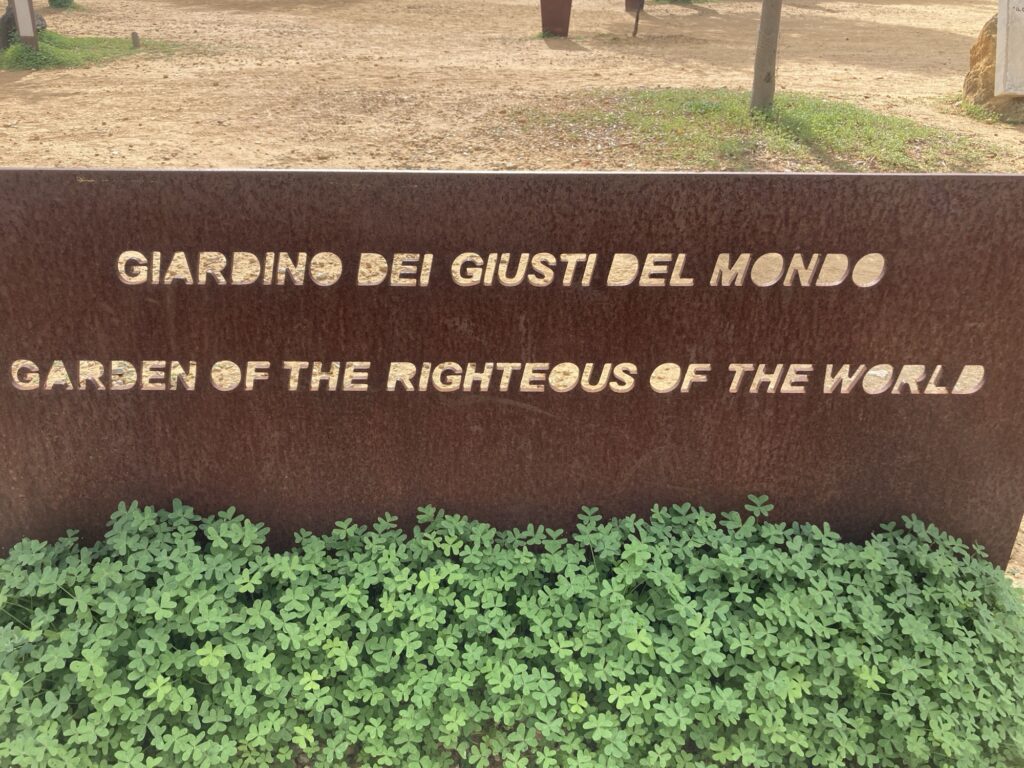 GIARDINO DEI GIUSTI DEL MONDO
GARDEN OF THE RIGHTEOUS OF THE WORLD